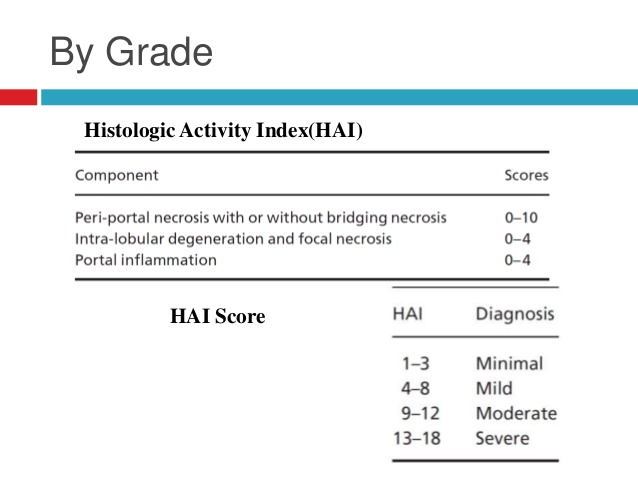 By Grade
Histologic Activity Index(HAI)
Component Scores
Peri-portal necrosis with or without bridging necrosis 0–10
Intra-lobular degeneration and focal necrosis 0–4
Portal inflammation 0–4
HAI Score
HAI Diagnosis
1–3 Minimal
4–8 Mild
9–12 Moderate
13–18 Severe